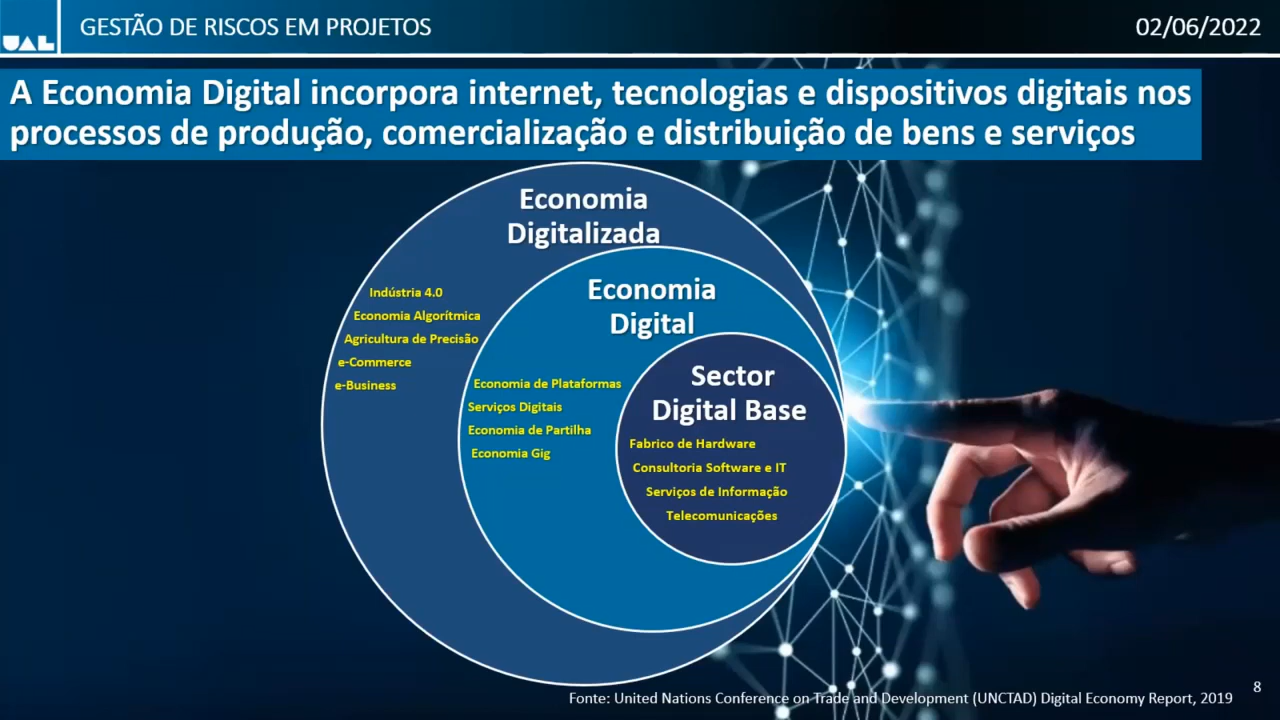 UAL
GESTÃO DE RISCOS EM PROJETOS
02/06/2022
A Economia Digital incorpora internet, tecnologias e dispositivos digitais nos
processos de produção, comercialização e distribuição de bens e serviços
Economia
Digitalizada
Indústria 4.0
Economia Algorítmica
Agricultura de Precisão
e-Commerce
e-Business
Economia
Digital
Economia de Plataformas
Serviços Digitais
Economia de Partilha
Economia Gig
Sector
Digital Base
Fabrico de Hardware
Consultoria Software e IT
Serviços de Informação
Telecomunicações
Fonte: United Nations Conference on Trade and Development (UNCTAD) Digital Economy Report, 2019
8